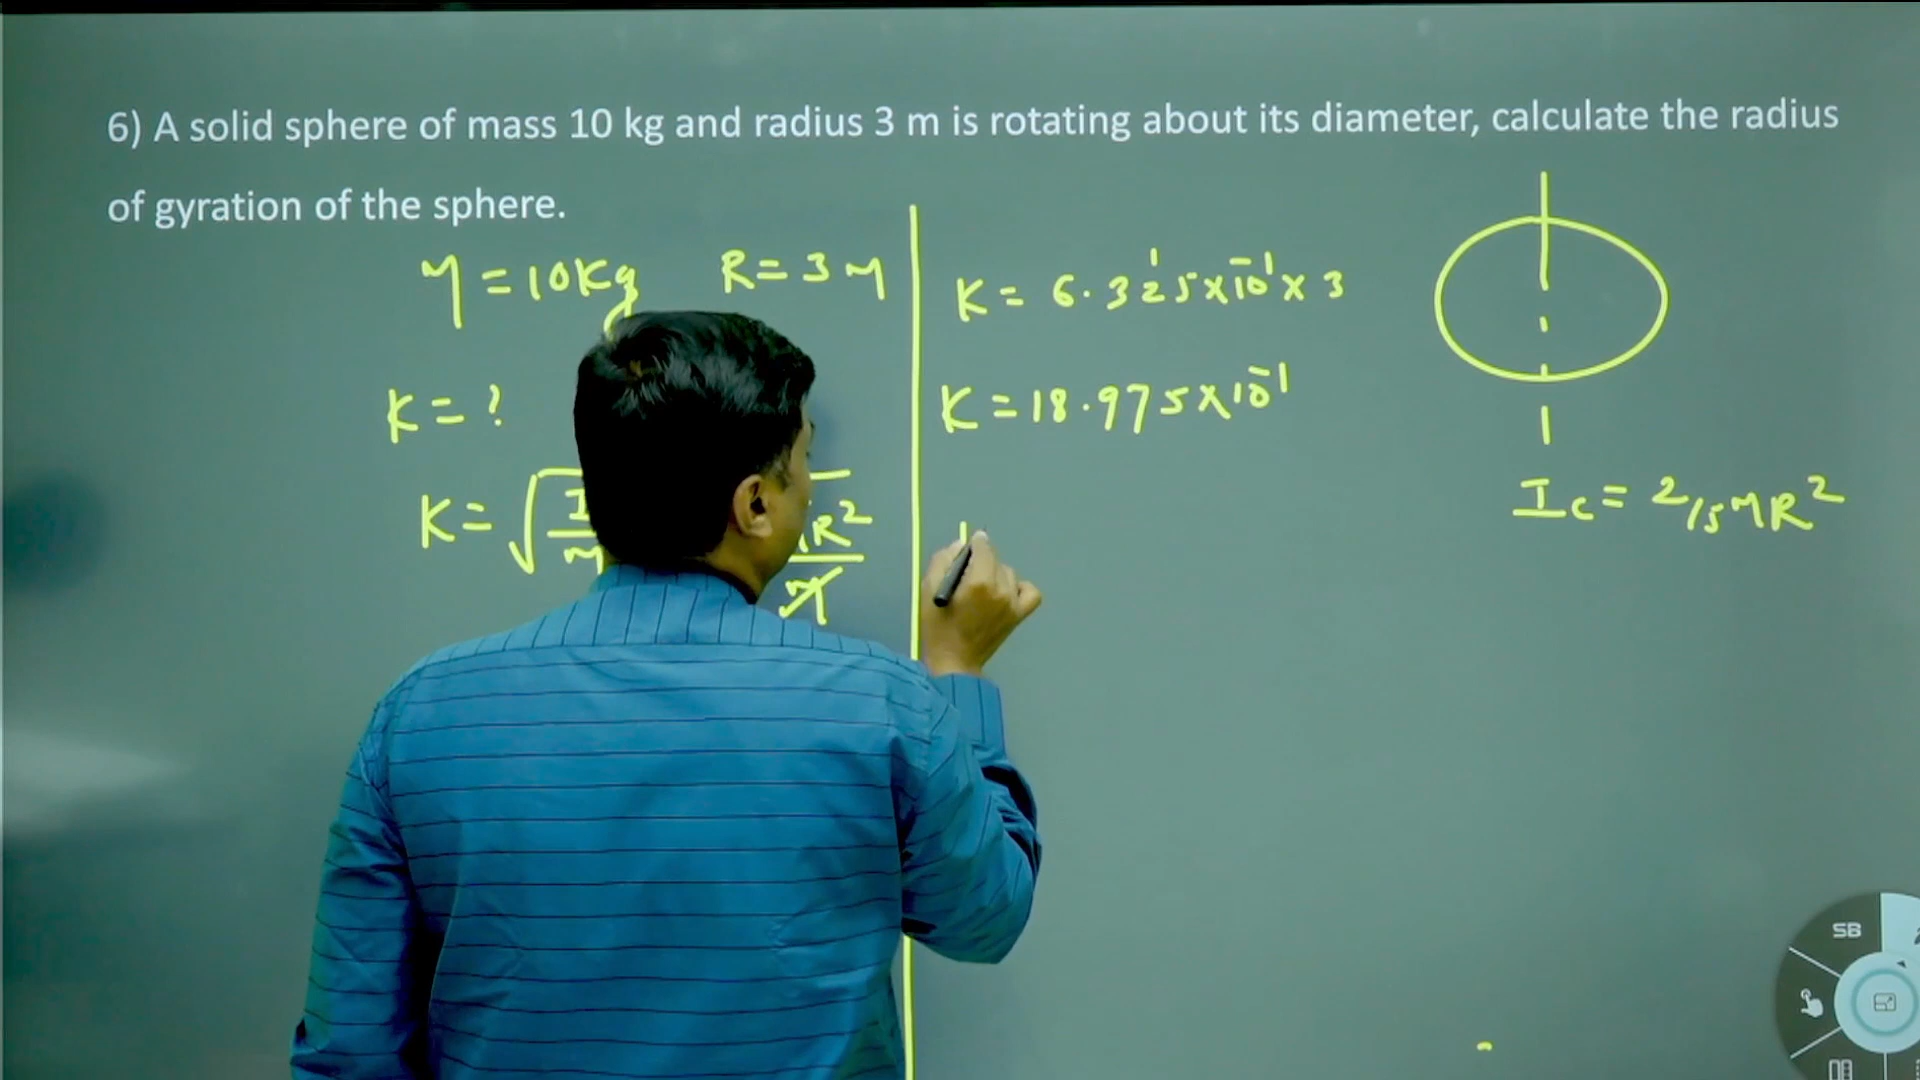 6) A solid sphere of mass 10 kg and radius 3 m is rotating about its diameter, calculate the radius
of gyration of the sphere.
M = 10Kg R = 3 M
K = ?
K = √ I/M R²/M
K = 6.325 × 10⁻¹ × 3
K = 18.975 × 10⁻¹
I_C = 2/5 MR²
SB